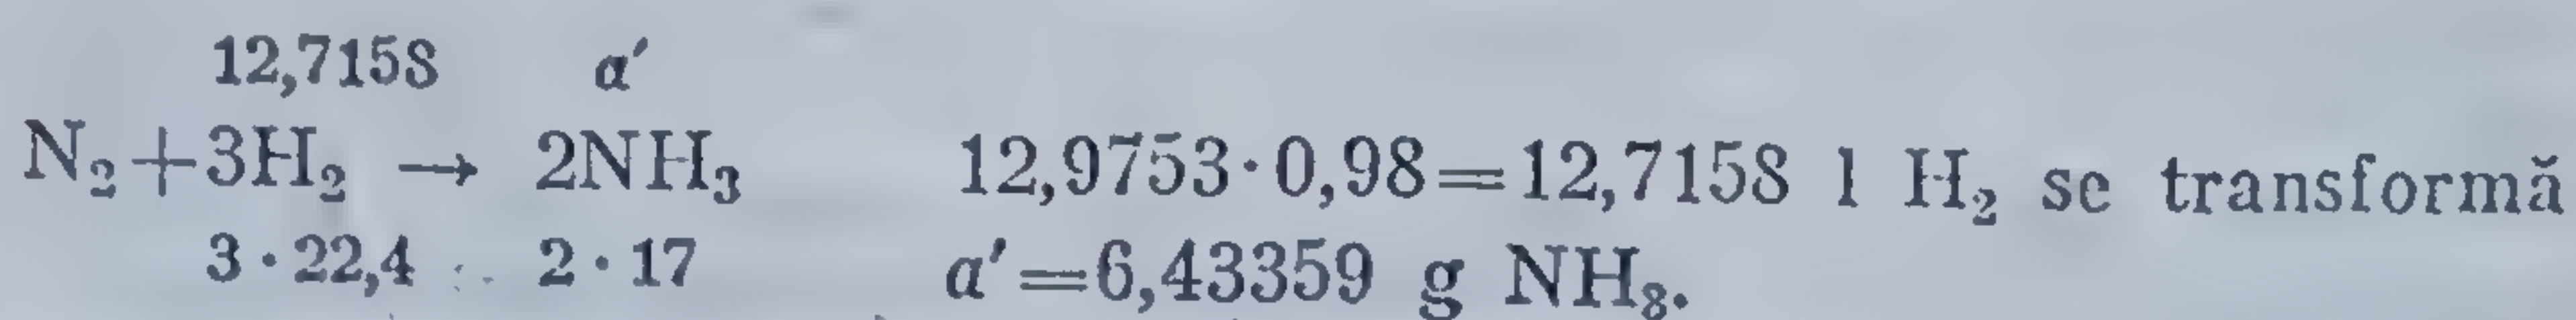 12,7158 a′
N₂+3H₂ → 2NH₃ 12,9753·0,98=12,7158 l H₂ se transformă
3·22,4 2·17 a′=6,43359 g NH₃.